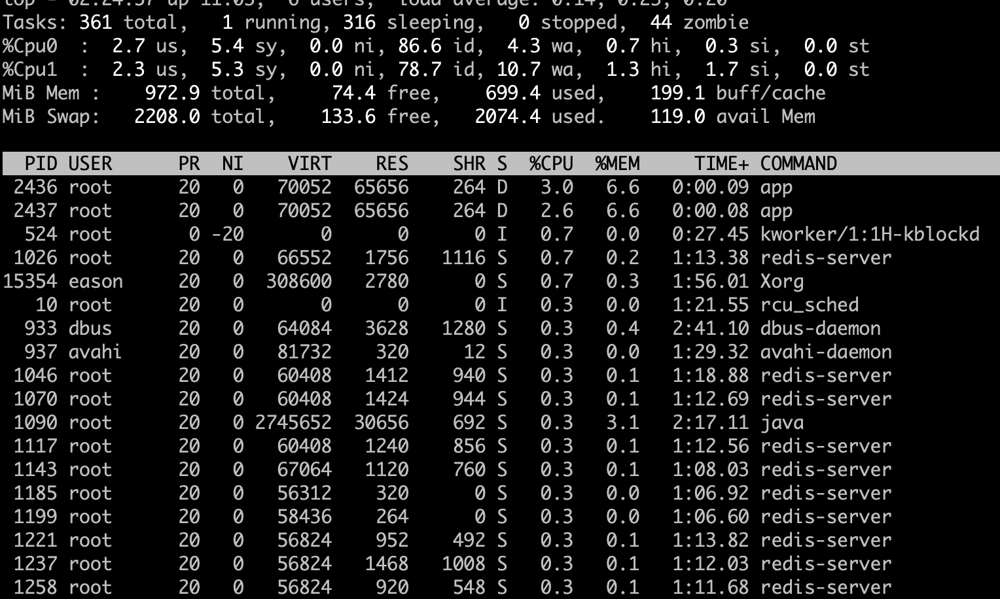 top - 02:24:37 up 11:03,  6 users,  load average: 0.14, 0.23, 0.20
Tasks: 361 total,   1 running, 316 sleeping,   0 stopped,  44 zombie
%Cpu0  :  2.7 us,  5.4 sy,  0.0 ni, 86.6 id,  4.3 wa,  0.7 hi,  0.3 si,  0.0 st
%Cpu1  :  2.3 us,  5.3 sy,  0.0 ni, 78.7 id, 10.7 wa,  1.3 hi,  1.7 si,  0.0 st
MiB Mem :    972.9 total,     74.4 free,    699.4 used,    199.1 buff/cache
MiB Swap:   2208.0 total,    133.6 free,   2074.4 used.    119.0 avail Mem
  PID USER      PR  NI    VIRT    RES    SHR S  %CPU  %MEM     TIME+ COMMAND
 2436 root      20   0   70052  65656    264 D   3.0   6.6   0:00.09 app
 2437 root      20   0   70052  65656    264 D   2.6   6.6   0:00.08 app
  524 root       0 -20       0      0      0 I   0.7   0.0   0:27.45 kworker/1:1H-kblockd
 1026 root      20   0   66552   1756   1116 S   0.7   0.2   1:13.38 redis-server
15354 eason     20   0  308600   2780      0 S   0.7   0.3   1:56.01 Xorg
   10 root      20   0       0      0      0 I   0.3   0.0   1:21.55 rcu_sched
  933 dbus      20   0   64084   3628   1280 S   0.3   0.4   2:41.10 dbus-daemon
  937 avahi     20   0   81732    320     12 S   0.3   0.0   1:29.32 avahi-daemon
 1046 root      20   0   60408   1412    940 S   0.3   0.1   1:18.88 redis-server
 1070 root      20   0   60408   1424    944 S   0.3   0.1   1:12.69 redis-server
 1090 root      20   0 2745652  30656    692 S   0.3   3.1   2:17.11 java
 1117 root      20   0   60408   1240    856 S   0.3   0.1   1:12.56 redis-server
 1143 root      20   0   67064   1120    760 S   0.3   0.1   1:08.03 redis-server
 1185 root      20   0   56312    320      0 S   0.3   0.0   1:06.92 redis-server
 1199 root      20   0   58436    264      0 S   0.3   0.0   1:06.60 redis-server
 1221 root      20   0   56824    952    492 S   0.3   0.1   1:13.82 redis-server
 1237 root      20   0   56824   1468   1008 S   0.3   0.1   1:12.03 redis-server
 1258 root      20   0   56824    920    548 S   0.3   0.1   1:11.68 redis-server